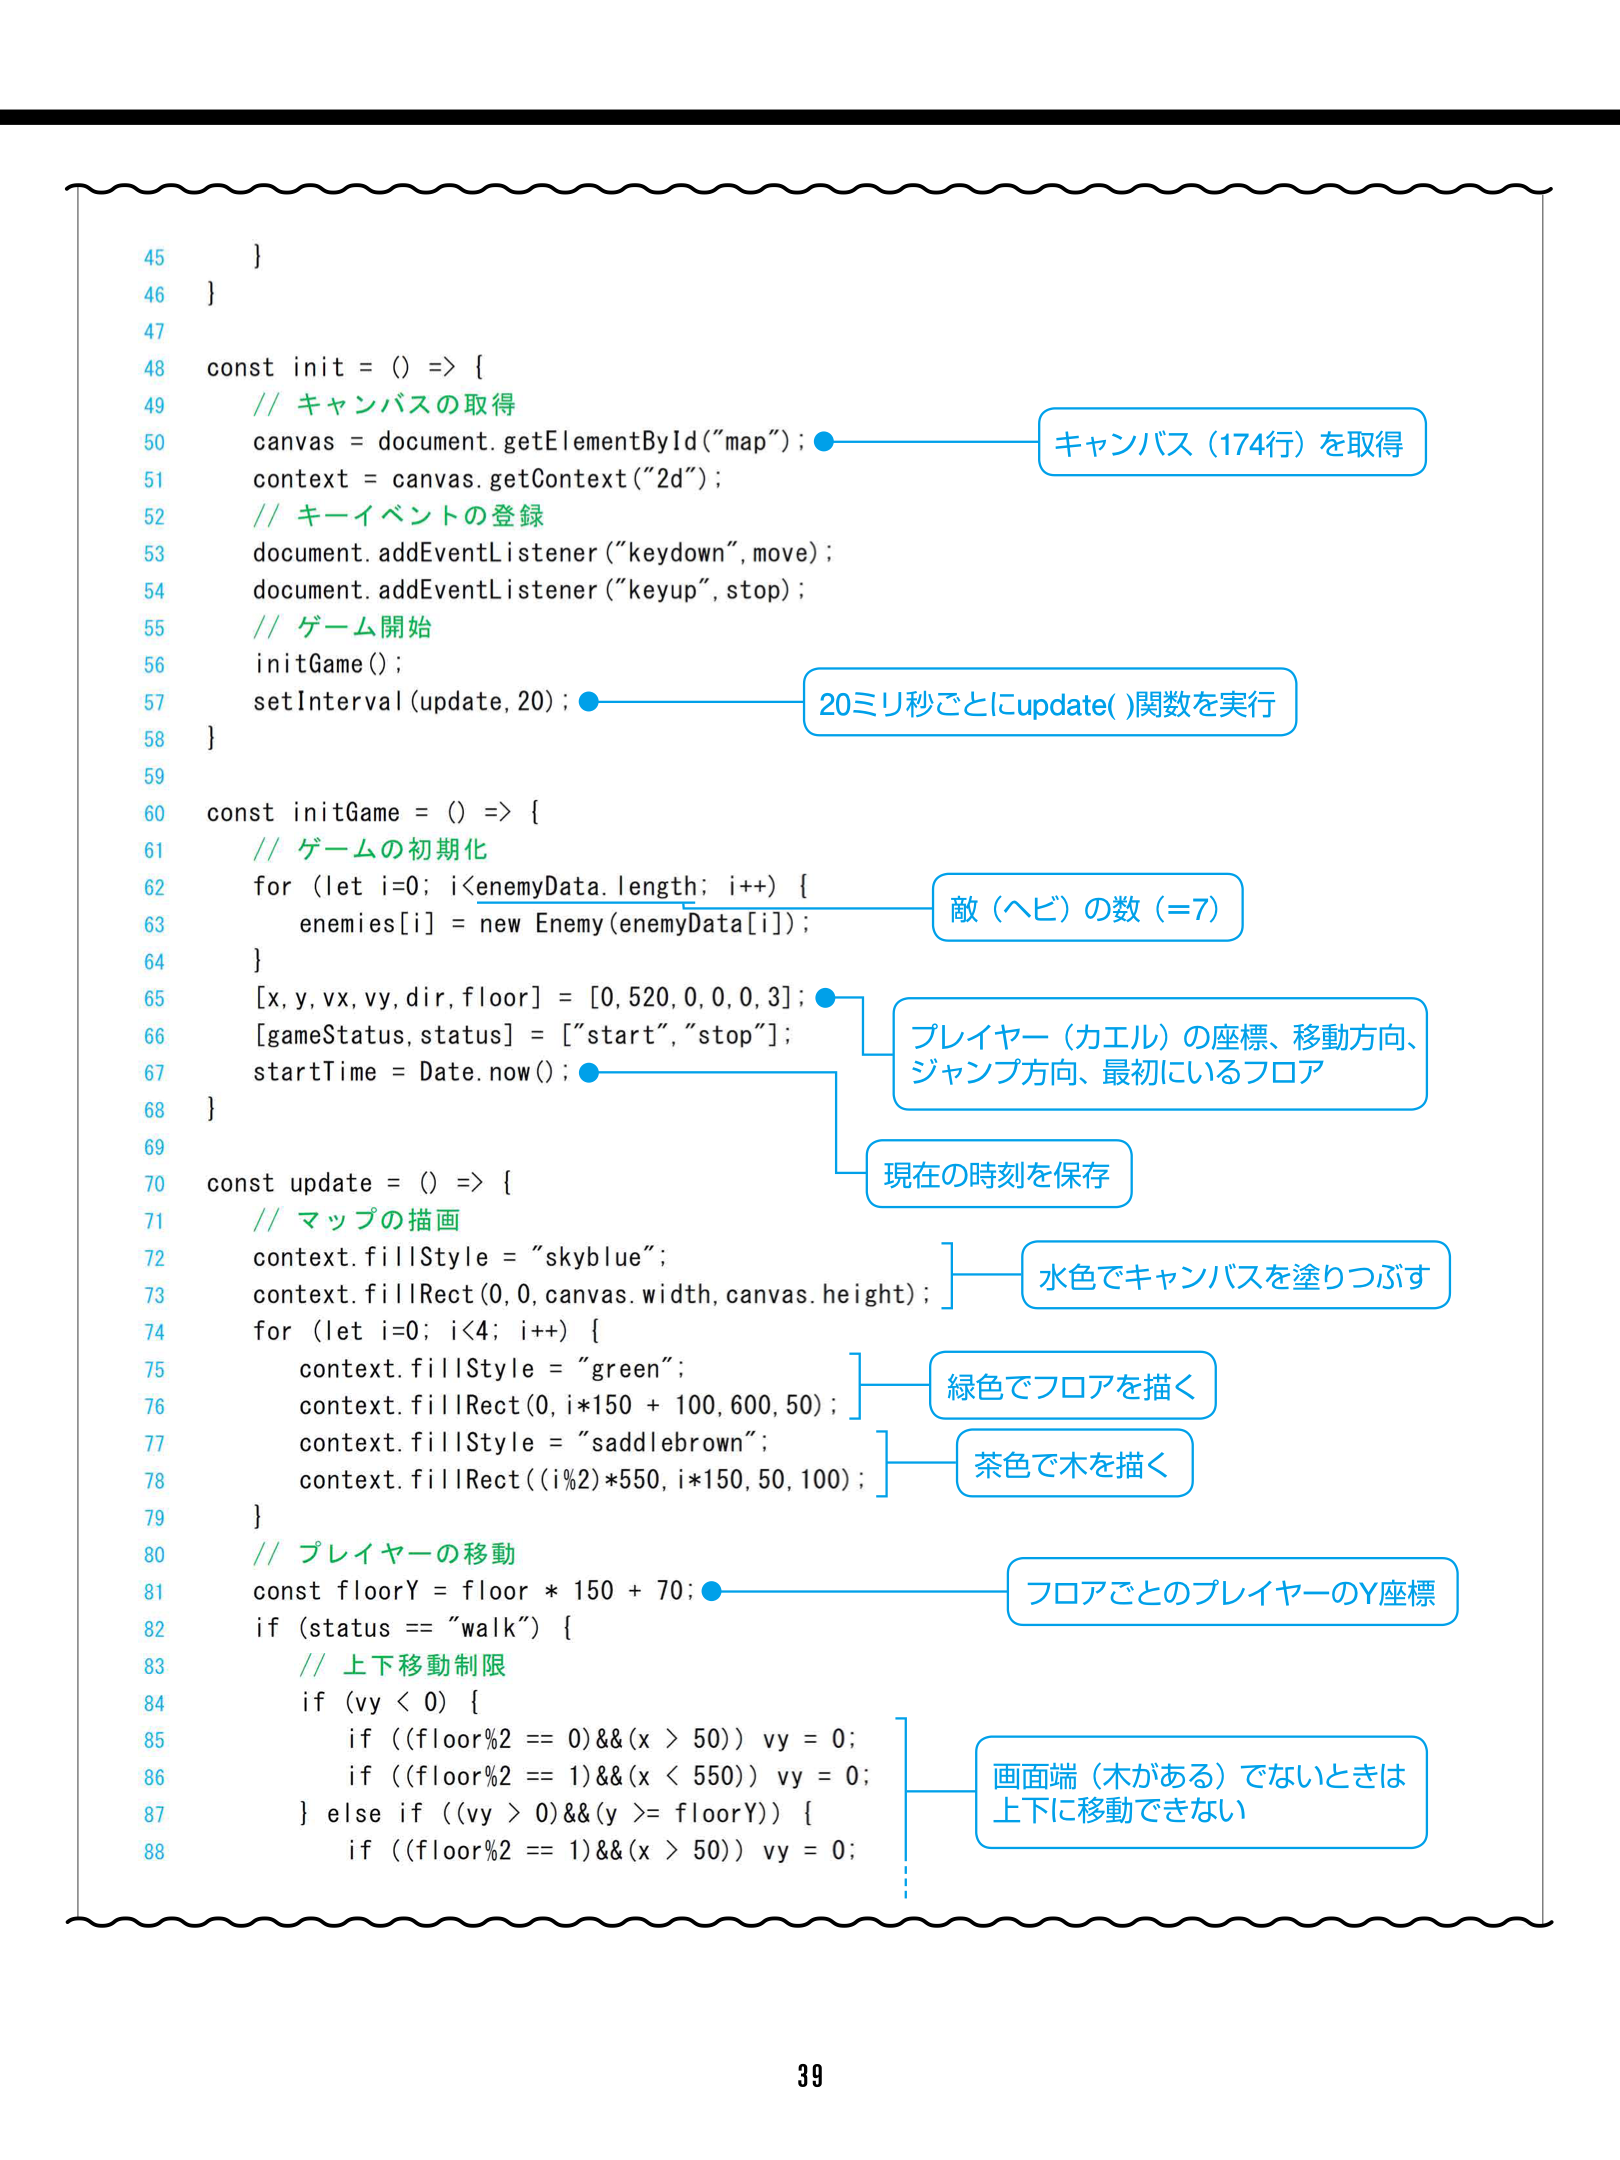 45 }
46 }
47
48 const init = () => {
49 // キャンバスの取得
50 canvas = document.getElementById("map");
キャンバス（174行）を取得
51 context = canvas.getContext("2d");
52 // キーイベントの登録
53 document.addEventListener("keydown",move);
54 document.addEventListener("keyup",stop);
55 // ゲーム開始
56 initGame();
57 setInterval(update,20);
20ミリ秒ごとにupdate( )関数を実行
58 }
59
60 const initGame = () => {
61 // ゲームの初期化
62 for (let i=0; i<enemyData.length; i++) {
敵（ヘビ）の数（＝7）
63 enemies[i] = new Enemy(enemyData[i]);
64 }
65 [x,y,vx,vy,dir,floor] = [0,520,0,0,0,3];
プレイヤー（カエル）の座標、移動方向、
ジャンプ方向、最初にいるフロア
66 [gameStatus,status] = ["start","stop"];
67 startTime = Date.now();
現在の時刻を保存
68 }
69
70 const update = () => {
71 // マップの描画
72 context.fillStyle = "skyblue";
73 context.fillRect(0,0,canvas.width,canvas.height);
水色でキャンバスを塗りつぶす
74 for (let i=0; i<4; i++) {
75 context.fillStyle = "green";
76 context.fillRect(0,i*150 + 100,600,50);
緑色でフロアを描く
77 context.fillStyle = "saddlebrown";
78 context.fillRect((i%2)*550,i*150,50,100);
茶色で木を描く
79 }
80 // プレイヤーの移動
81 const floorY = floor * 150 + 70;
フロアごとのプレイヤーのY座標
82 if (status == "walk") {
83 // 上下移動制限
84 if (vy < 0) {
85 if ((floor%2 == 0)&&(x > 50)) vy = 0;
86 if ((floor%2 == 1)&&(x < 550)) vy = 0;
画面端（木がある）でないときは
上下に移動できない
87 } else if ((vy > 0)&&(y >= floorY)) {
88 if ((floor%2 == 1)&&(x > 50)) vy = 0;
39